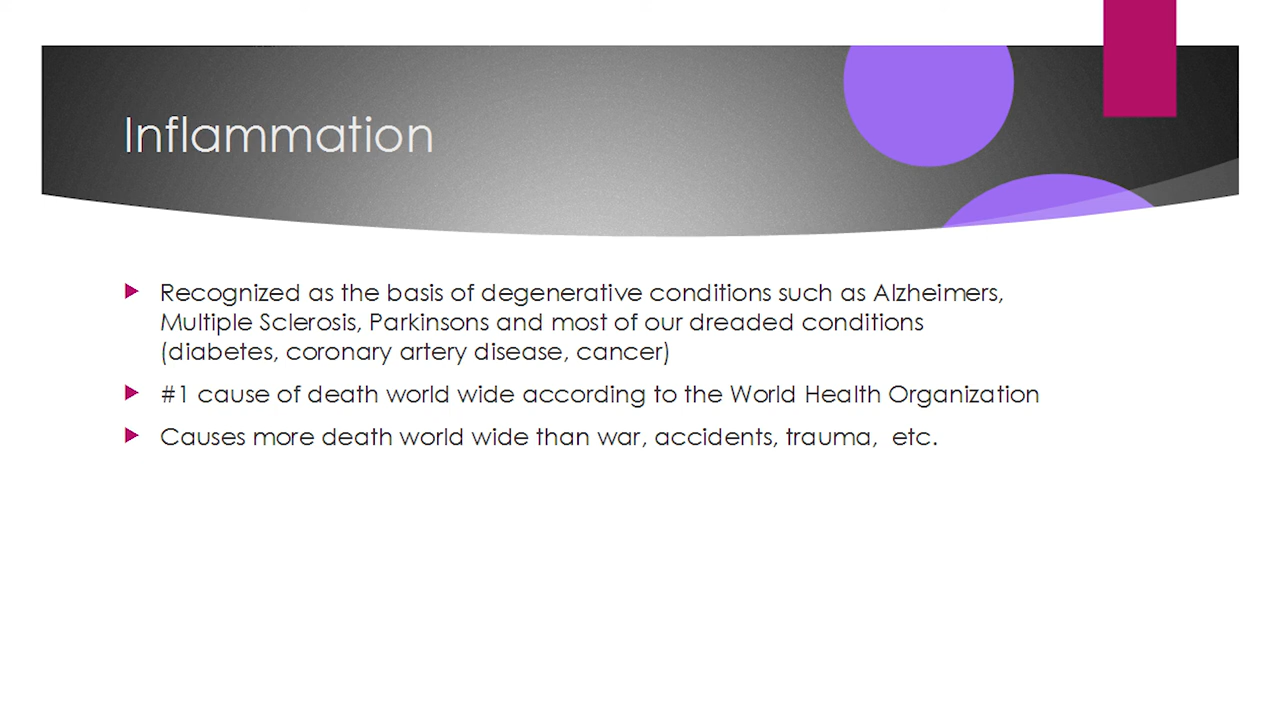 Inflammation
Recognized as the basis of degenerative conditions such as Alzheimers,
Multiple Sclerosis, Parkinsons and most of our dreaded conditions
(diabetes, coronary artery disease, cancer)
#1 cause of death world wide according to the World Health Organization
Causes more death world wide than war, accidents, trauma,  etc.